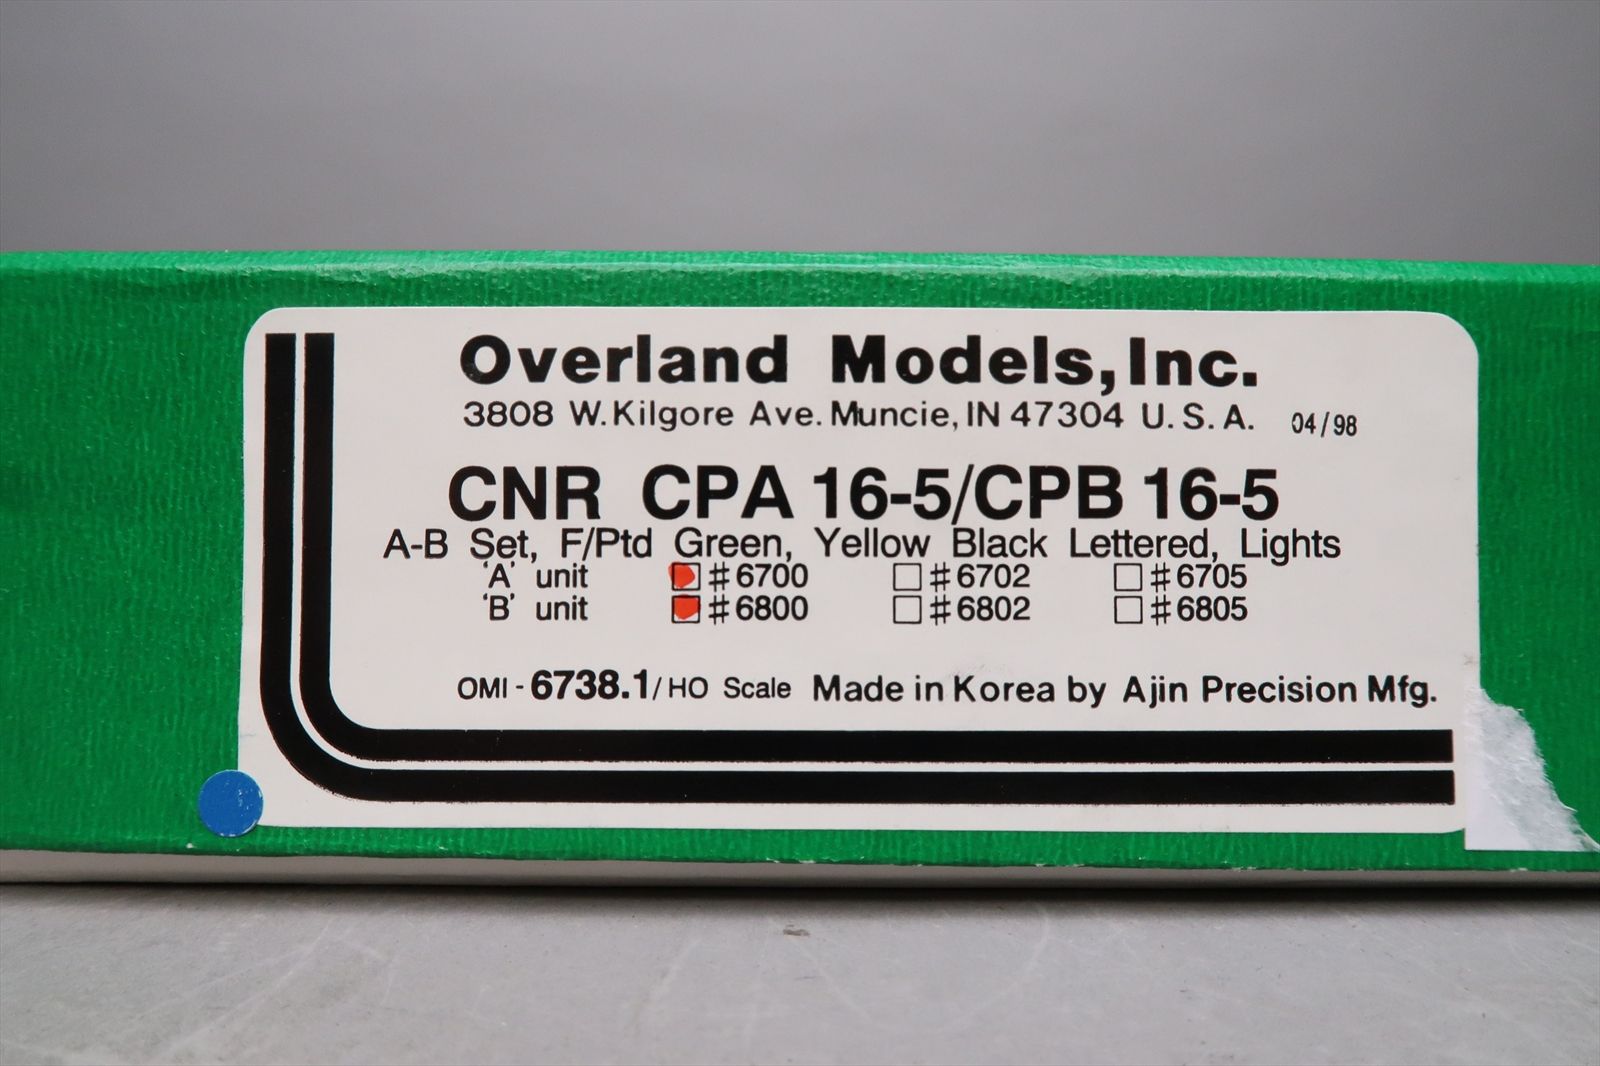 Overland Models, Inc.
3808 W. Kilgore Ave. Muncie, IN 47304 U. S. A. 04/98
CNR CPA 16-5/CPB 16-5
A-B Set, F/Ptd Green, Yellow Black Lettered, Lights
'A' unit #6700 #6702 #6705
'B' unit #6800 #6802 #6805
OMI - 6738.1/ HO Scale Made in Korea by Ajin Precision Mfg.